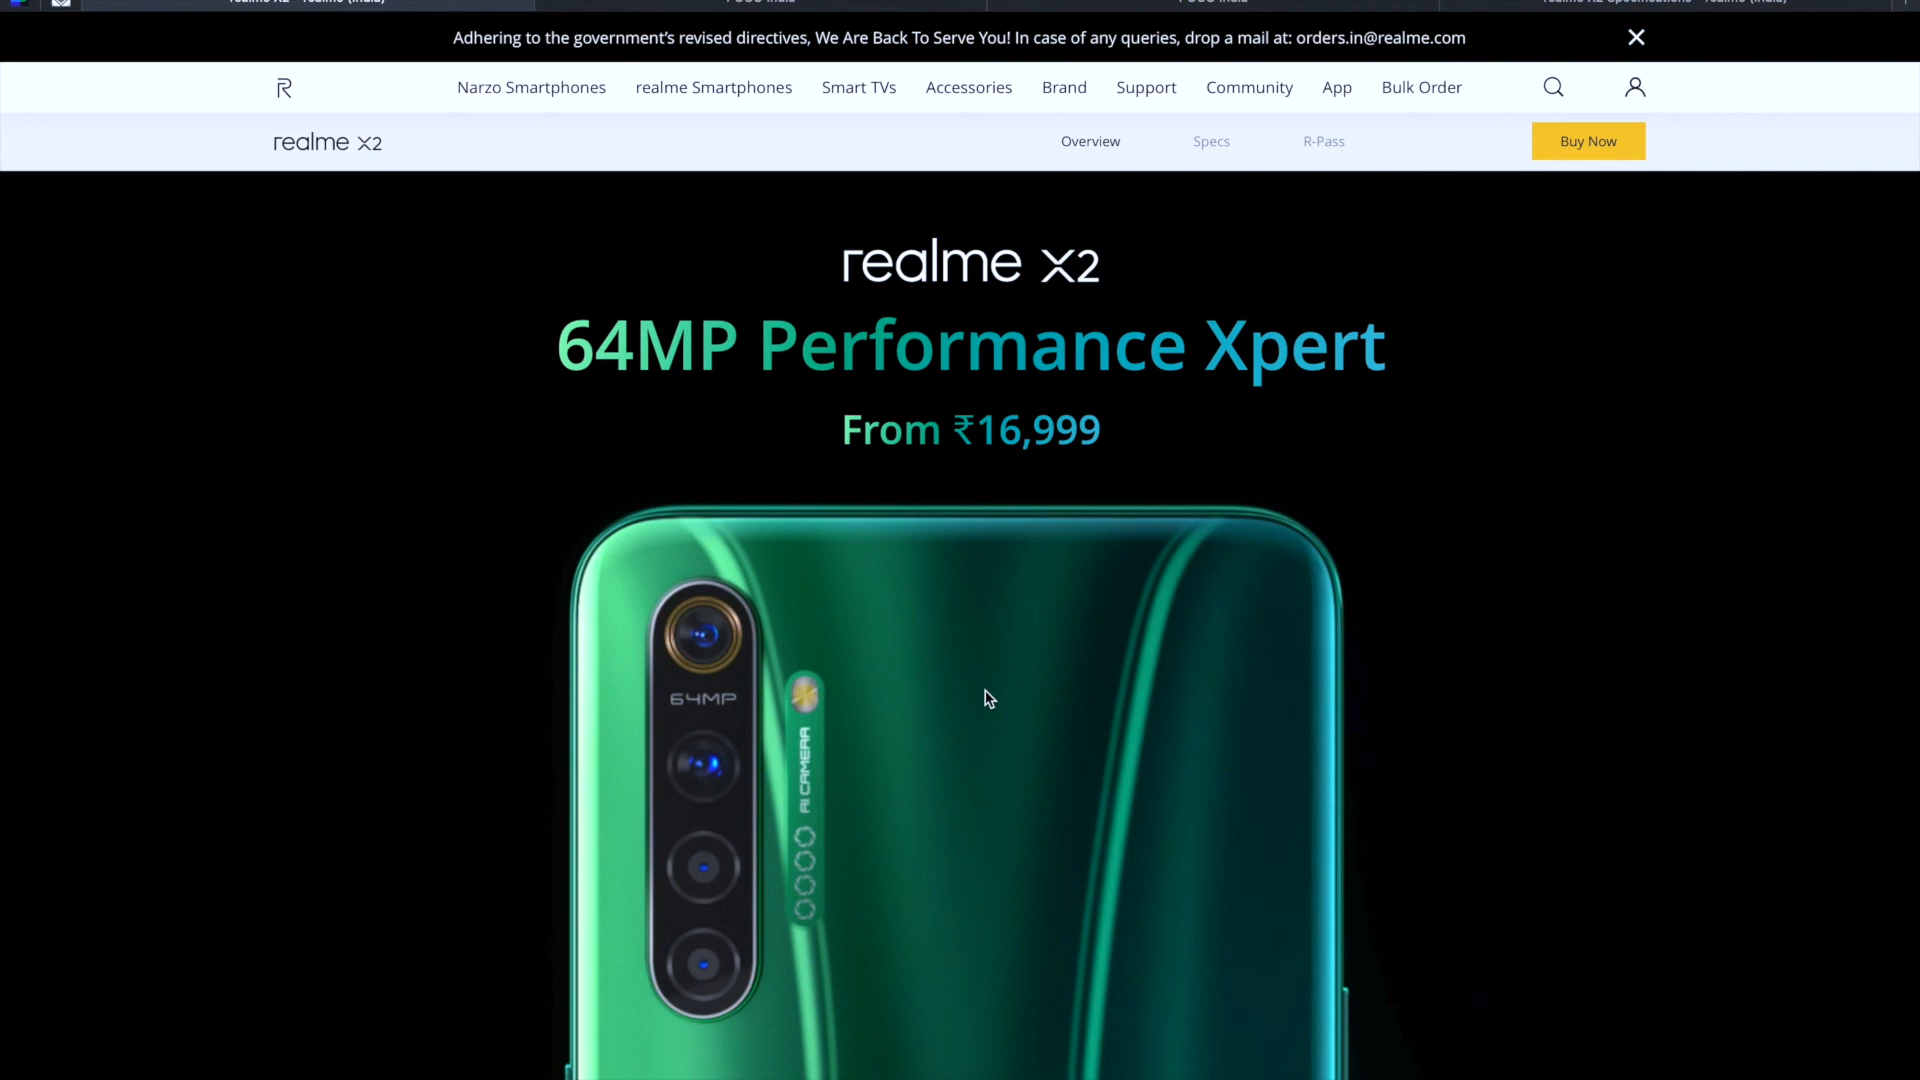 Adhering to the government's revised directives, We Are Back To Serve You! In case of any queries, drop a mail at: orders.in@realme.com
Narzo Smartphones realme Smartphones Smart TVs Accessories Brand Support Community App Bulk Order
realme X2 Overview Specs R-Pass Buy Now
realme X2
64MP Performance Xpert
From ₹16,999
64MP
AI CAMERA